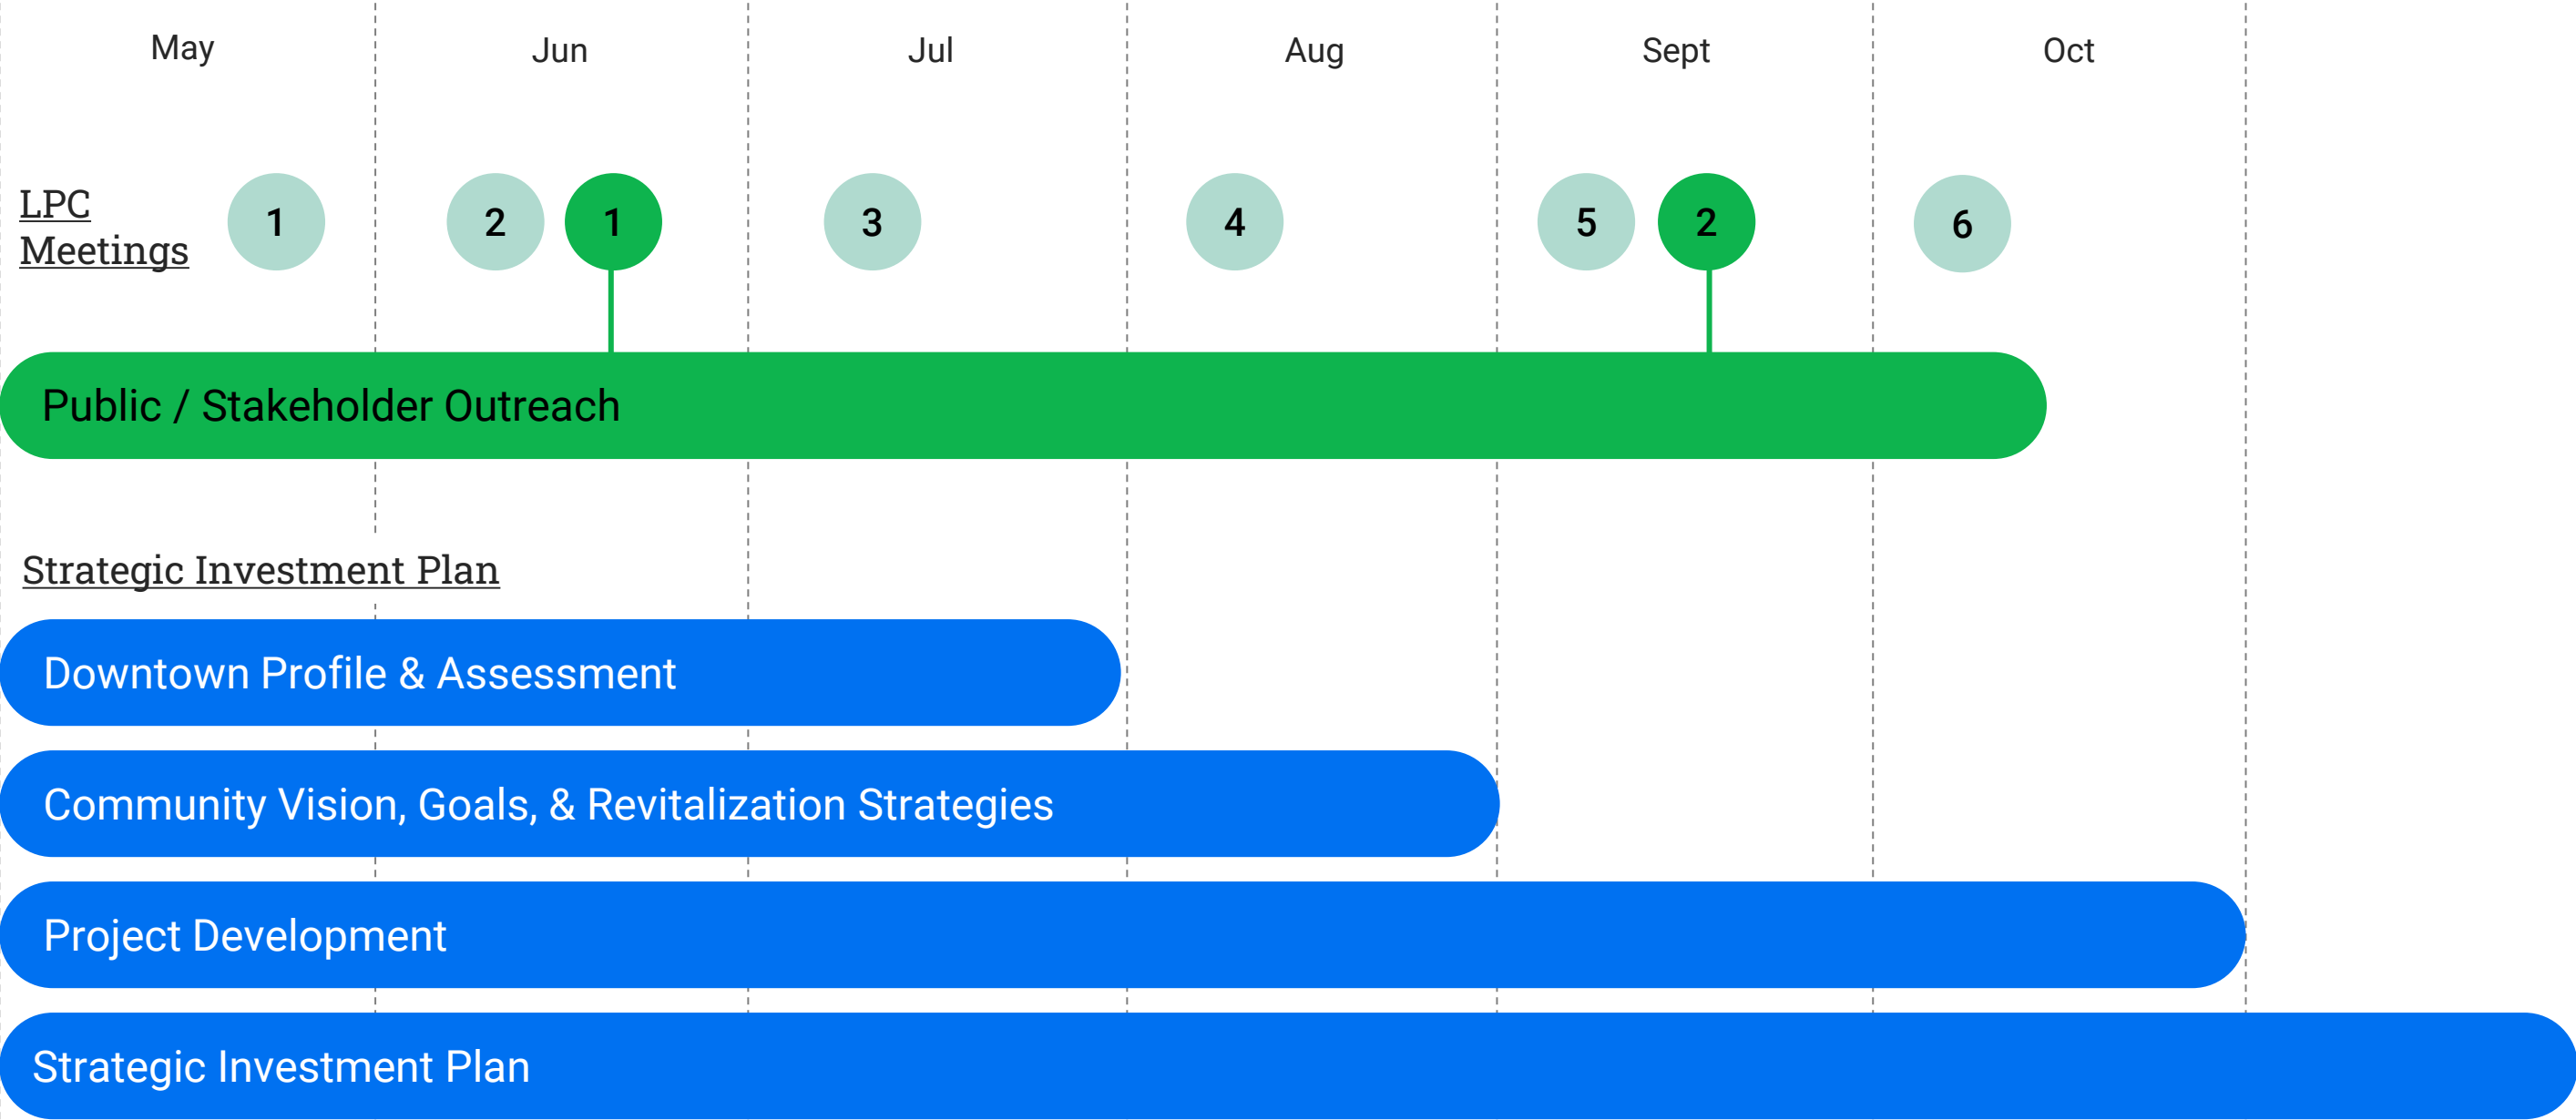 May
Jun
Jul
Aug
Sept
Oct
LPC
Meetings
1
2
1
3
4
5
2
6
Public / Stakeholder Outreach
Strategic Investment Plan
Downtown Profile & Assessment
Community Vision, Goals, & Revitalization Strategies
Project Development
Strategic Investment Plan